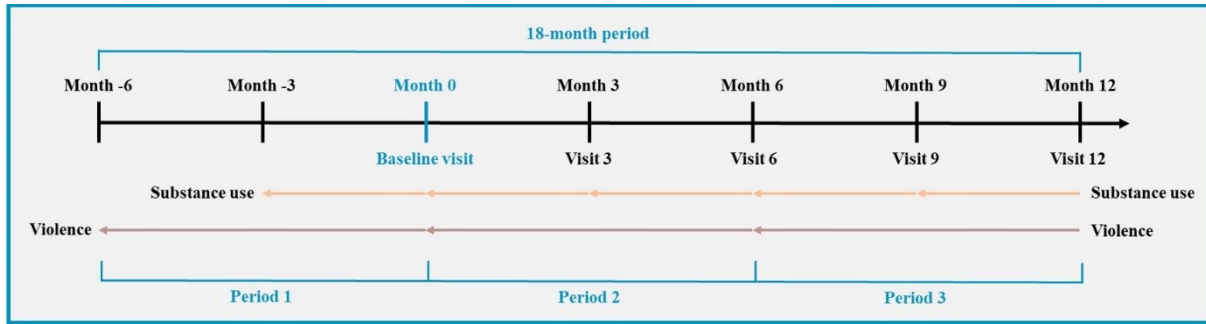 18-month period
Month -6 Month -3 Month 0 Month 3 Month 6 Month 9 Month 12
Baseline visit Visit 3 Visit 6 Visit 9 Visit 12
Substance use Substance use
Violence Violence
Period 1 Period 2 Period 3